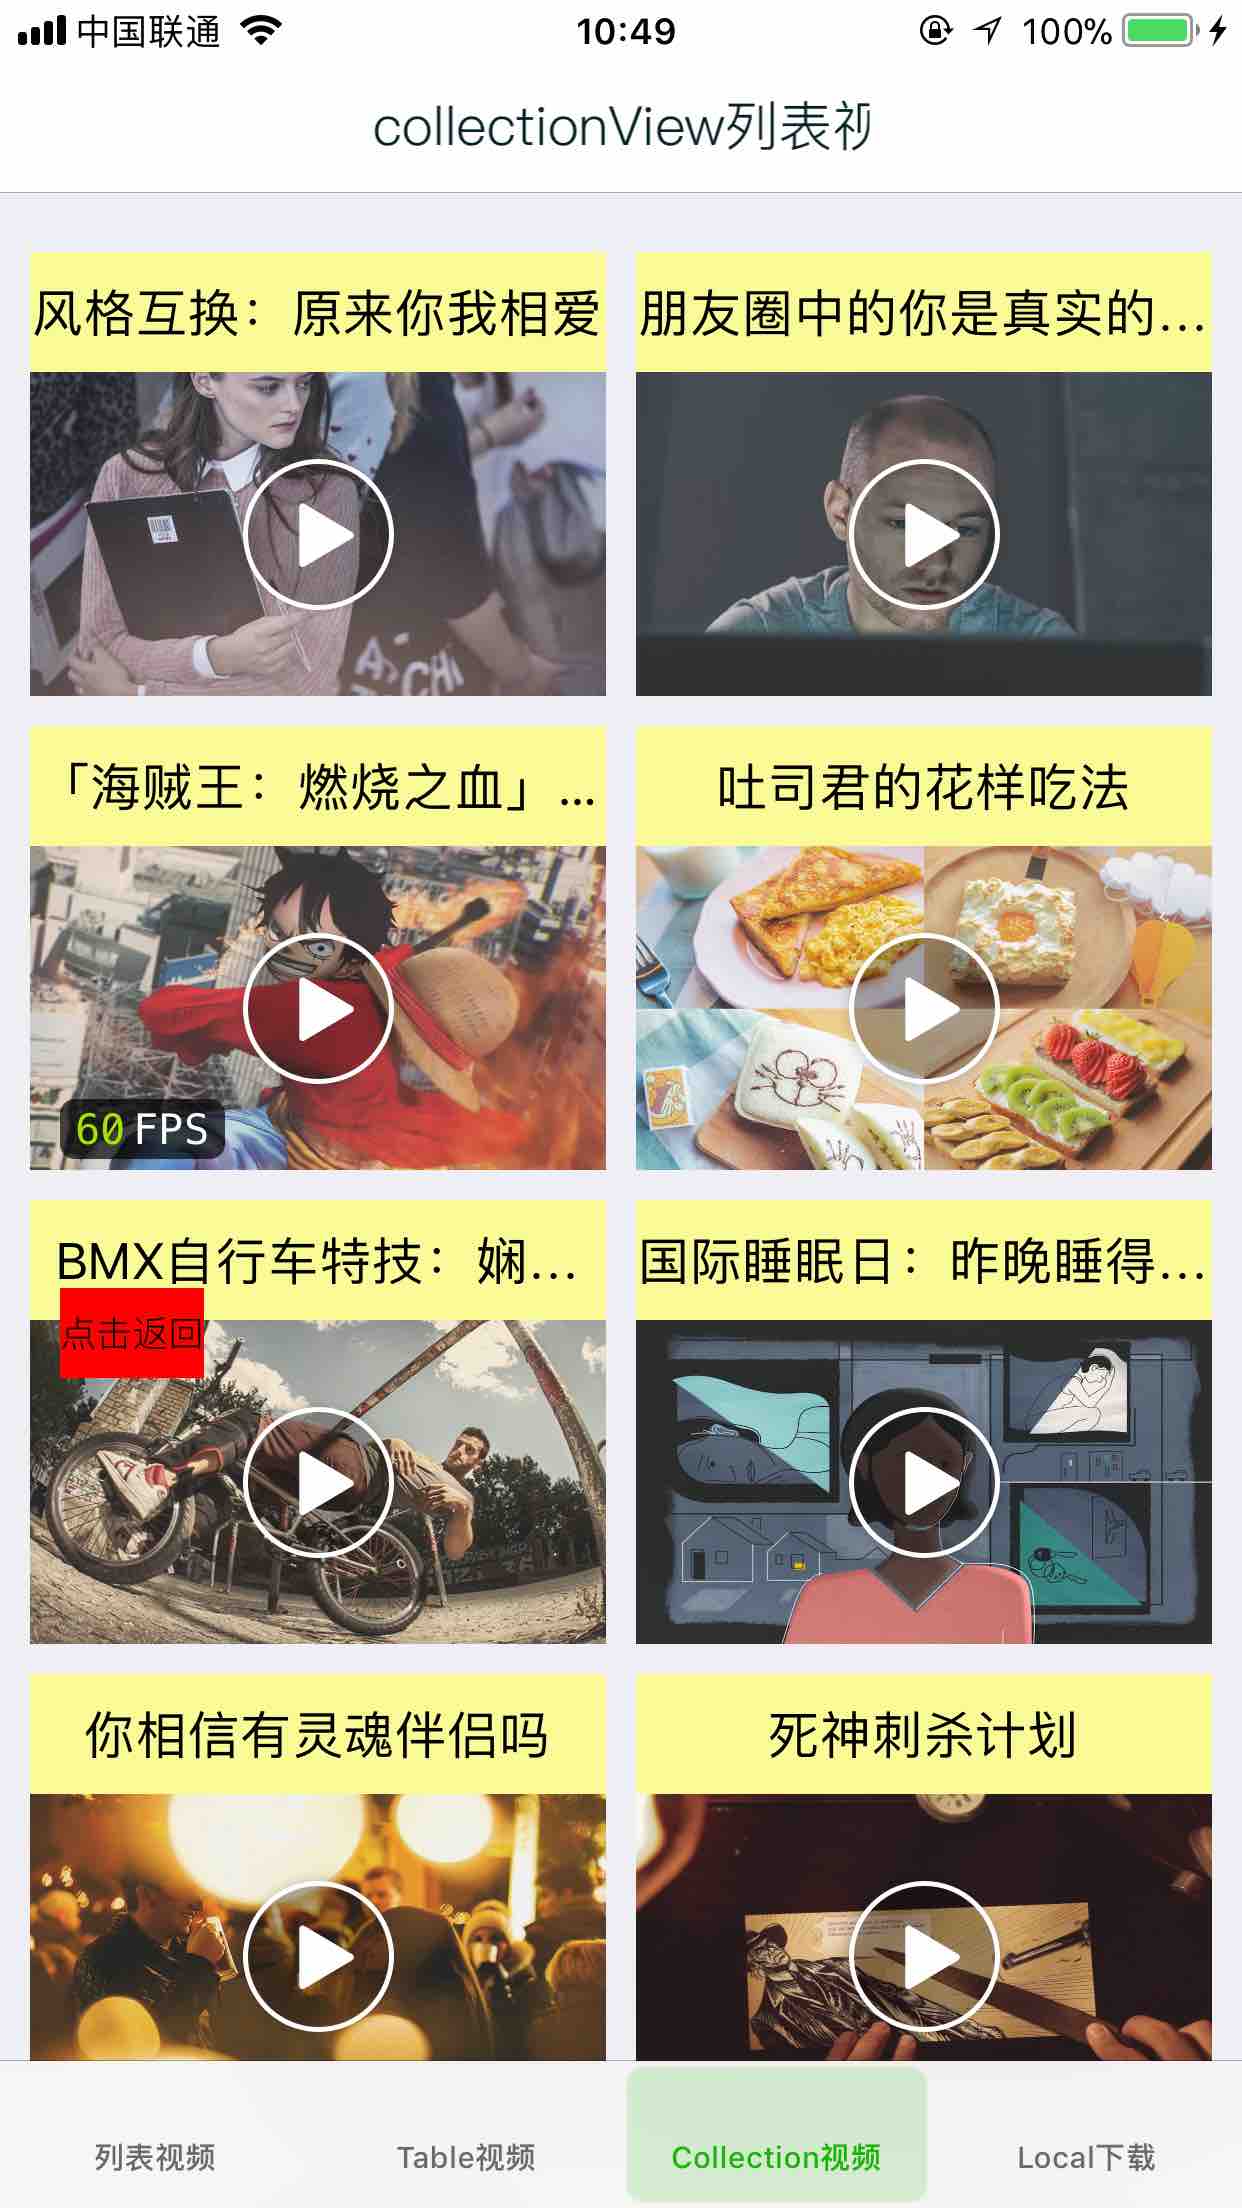 中国联通
10:49
100%
collectionView列表视
风格互换：原来你我相爱
朋友圈中的你是真实的...
「海贼王：燃烧之血」...
吐司君的花样吃法
60 FPS
BMX自行车特技：娴...
国际睡眠日：昨晚睡得...
点击返回
你相信有灵魂伴侣吗
死神刺杀计划
列表视频
Table视频
Collection视频
Local下载